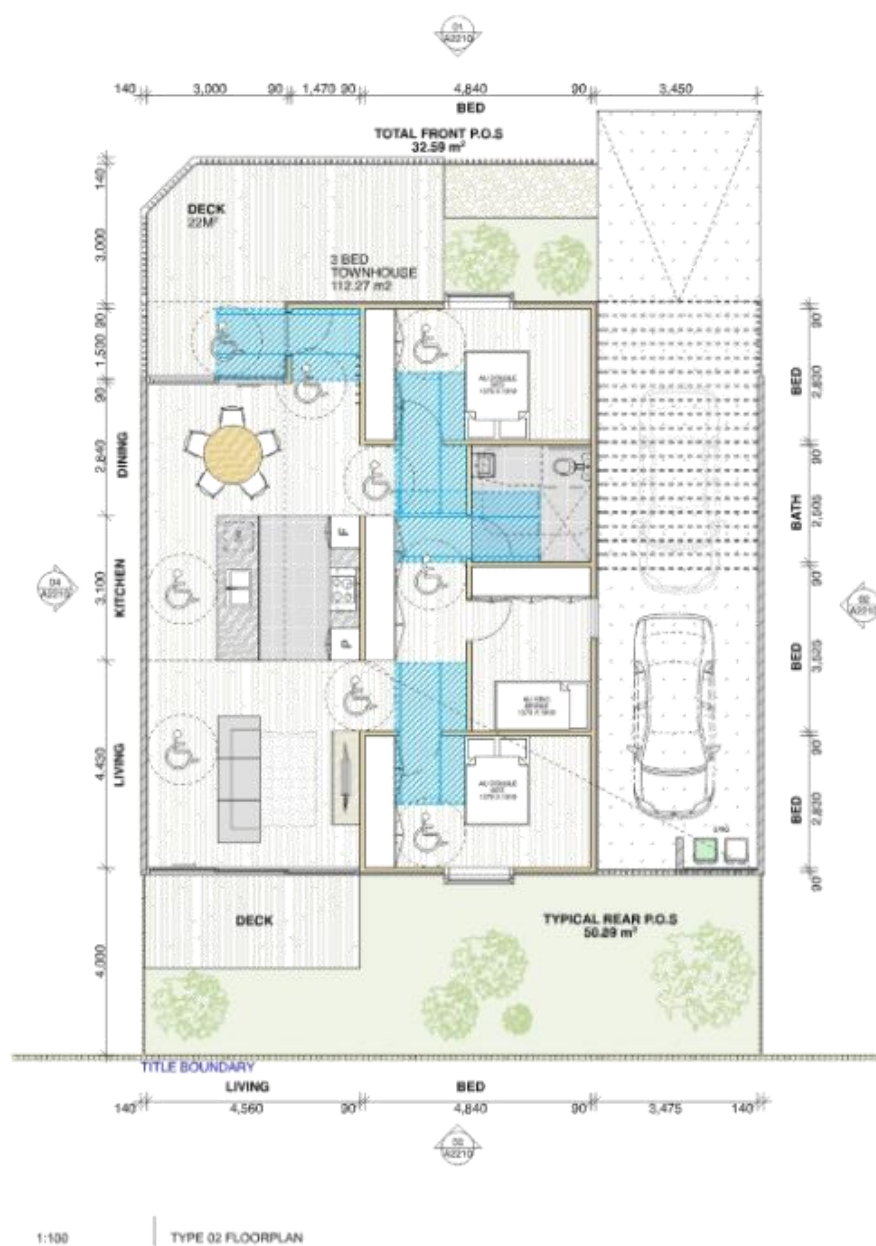 01
A2210
140 3,000 90 1,470 90 4,840 90 3,450
BED
TOTAL FRONT P.O.S
32.59 m²
DECK
22M²
3 BED
TOWNHOUSE
112.27 m2
140
3,000
90
1,500
90
2,840
DINING
3,100
KITCHEN
4,430
LIVING
4,000
90
BED
2,830
90
BATH
2,505
90
BED
3,525
90
BED
2,830
90
F
P
04
A2210
02
A2210
DECK
TYPICAL REAR P.O.S
50.89 m²
TITLE BOUNDARY
LIVING BED
140 4,560 90 4,840 90 3,475 140
A2210
1:100
TYPE 02 FLOORPLAN